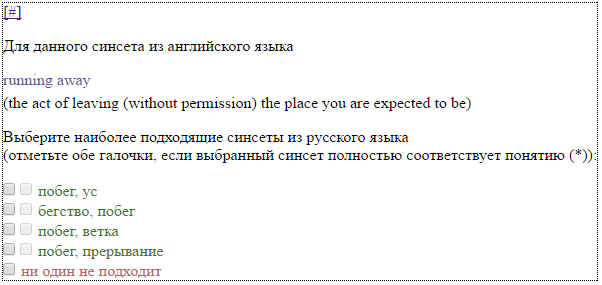 [#]
Для данного синсета из английского языка
running away
(the act of leaving (without permission) the place you are expected to be)
Выберите наиболее подходящие синсеты из русского языка
(отметьте обе галочки, если выбранный синсет полностью соответствует понятию (*)):
побег, ус
бегство, побег
побег, ветка
побег, прерывание
ни один не подходит